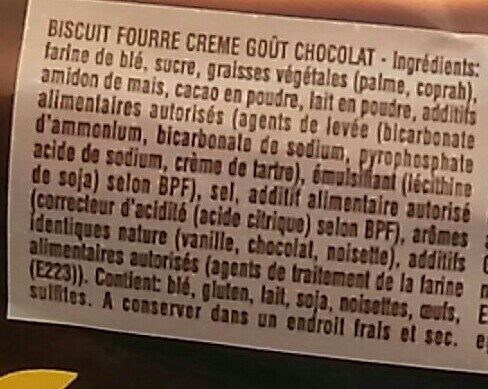 BISCUIT FOURRE CREME GOÛT CHOCOLAT - Ingrédients:
farine de blé, sucre, graisses végétales (palme, coprah),
amidon de mais, cacao en poudre, lait en poudre, additifs
alimentaires autorisés (agents de levée (bicarbonate
d'ammonium, bicarbonate de sodium, pyrophosphate
acide de sodium, crème de tartre), émulsifiant (lécithine
de soja) selon BPF), sel, additif alimentaire autorisé
(correcteur d'acidité (acide citrique) selon BPF), arômes
identiques nature (vanille, chocolat, noisette), additifs
alimentaires autorisés (agents de traitement de la farine
(E223)). Contient: blé, gluten, lait, soja, noisettes, œufs,
sulfites. A conserver dans un endroit frais et sec.